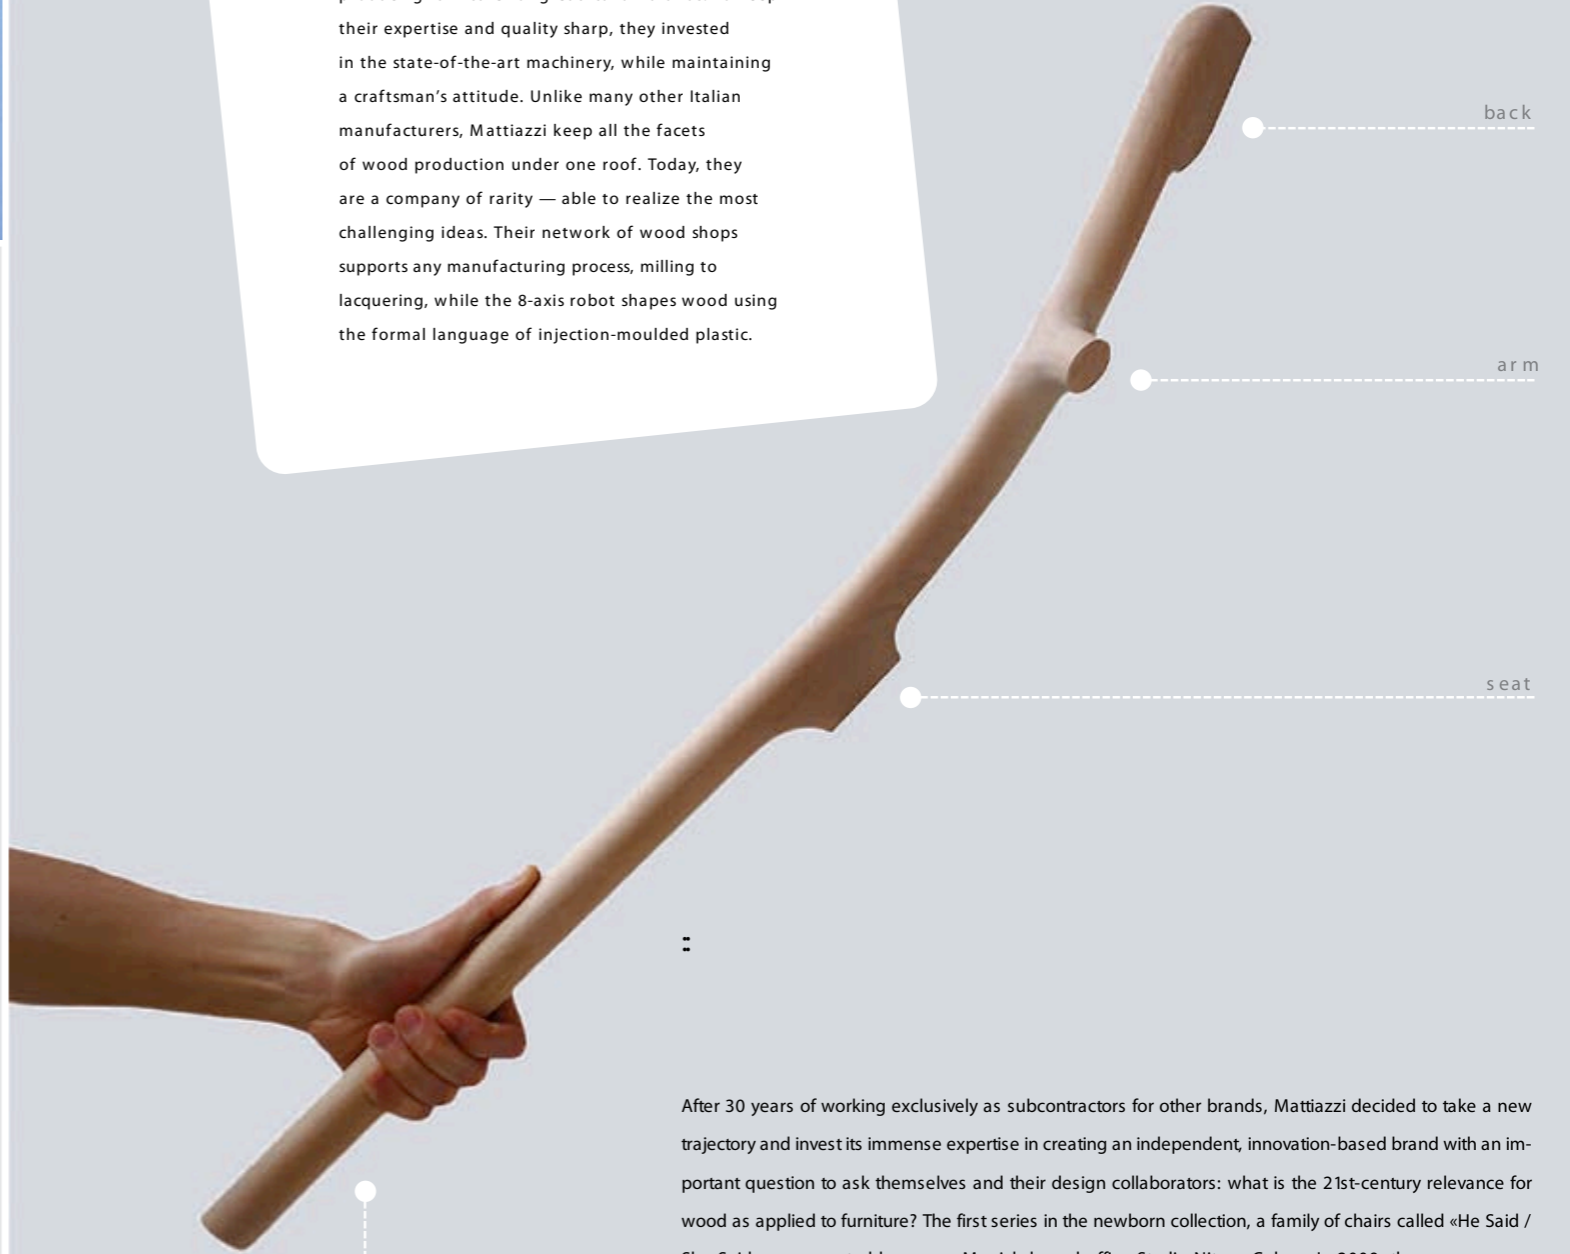 their expertise and quality sharp, they invested
in the state-of-the-art machinery, while maintaining
a craftsman’s attitude. Unlike many other Italian
manufacturers, Mattiazzi keep all the facets
of wood production under one roof. Today, they
are a company of rarity — able to realize the most
challenging ideas. Their network of wood shops
supports any manufacturing process, milling to
lacquering, while the 8-axis robot shapes wood using
the formal language of injection-moulded plastic.
back
arm
seat
::
After 30 years of working exclusively as subcontractors for other brands, Mattiazzi decided to take a new
trajectory and invest its immense expertise in creating an independent, innovation-based brand with an im-
portant question to ask themselves and their design collaborators: what is the 21st-century relevance for
wood as applied to furniture? The first series in the newborn collection, a family of chairs called «He Said /